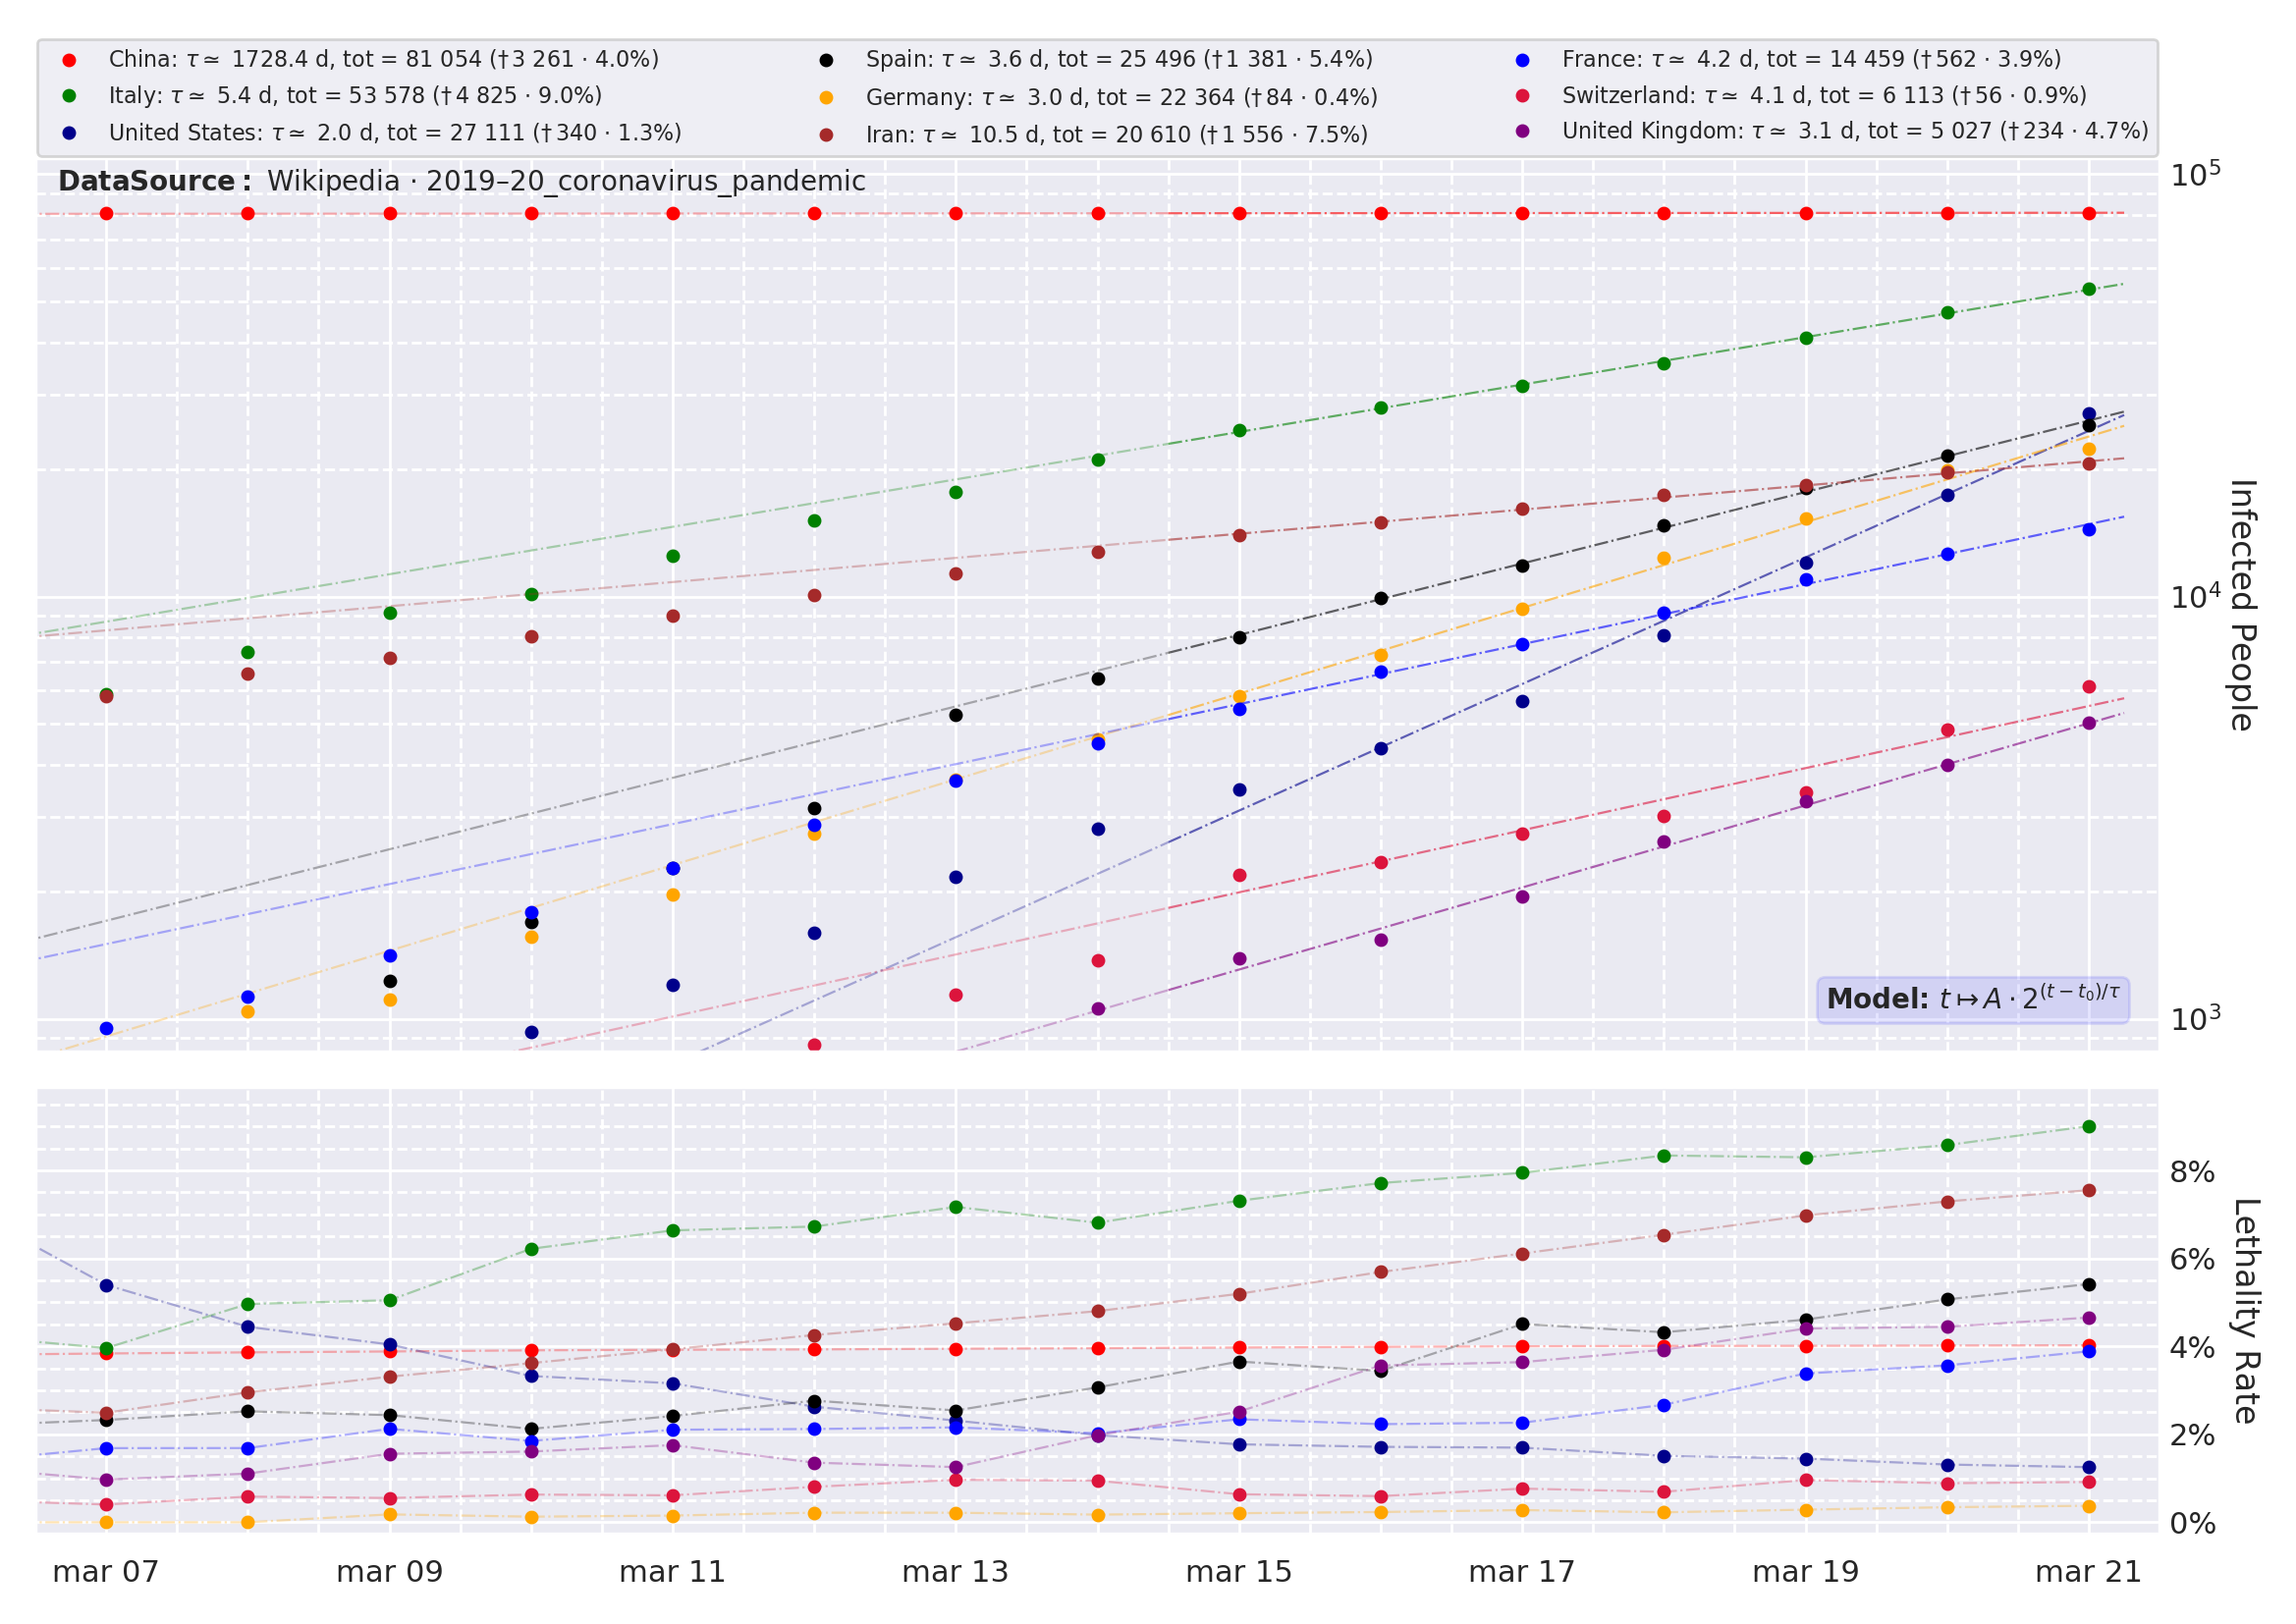 China: τ ≃ 1728.4 d, tot = 81 054 (†3 261 · 4.0%)
Italy: τ ≃ 5.4 d, tot = 53 578 (†4 825 · 9.0%)
United States: τ ≃ 2.0 d, tot = 27 111 (†340 · 1.3%)
Spain: τ ≃ 3.6 d, tot = 25 496 (†1 381 · 5.4%)
Germany: τ ≃ 3.0 d, tot = 22 364 (†84 · 0.4%)
Iran: τ ≃ 10.5 d, tot = 20 610 (†1 556 · 7.5%)
France: τ ≃ 4.2 d, tot = 14 459 (†562 · 3.9%)
Switzerland: τ ≃ 4.1 d, tot = 6 113 (†56 · 0.9%)
United Kingdom: τ ≃ 3.1 d, tot = 5 027 (†234 · 4.7%)
DataSource: Wikipedia · 2019–20_coronavirus_pandemic
10^5
10^4
10^3
Infected People
Model: t ↦ A · 2^(t − t₀)/τ
8%
6%
4%
2%
0%
Lethality Rate
mar 07 mar 09 mar 11 mar 13 mar 15 mar 17 mar 19 mar 21